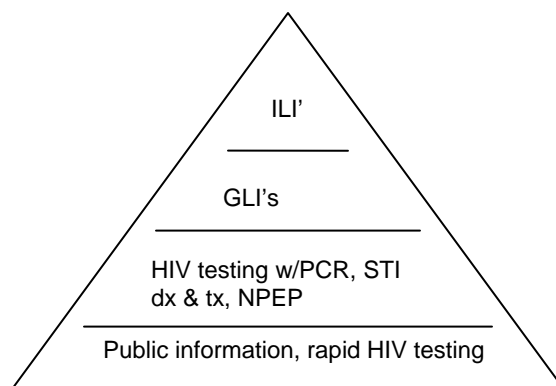 ILI’
GLI’s
HIV testing w/PCR, STI
dx & tx, NPEP
Public information, rapid HIV testing